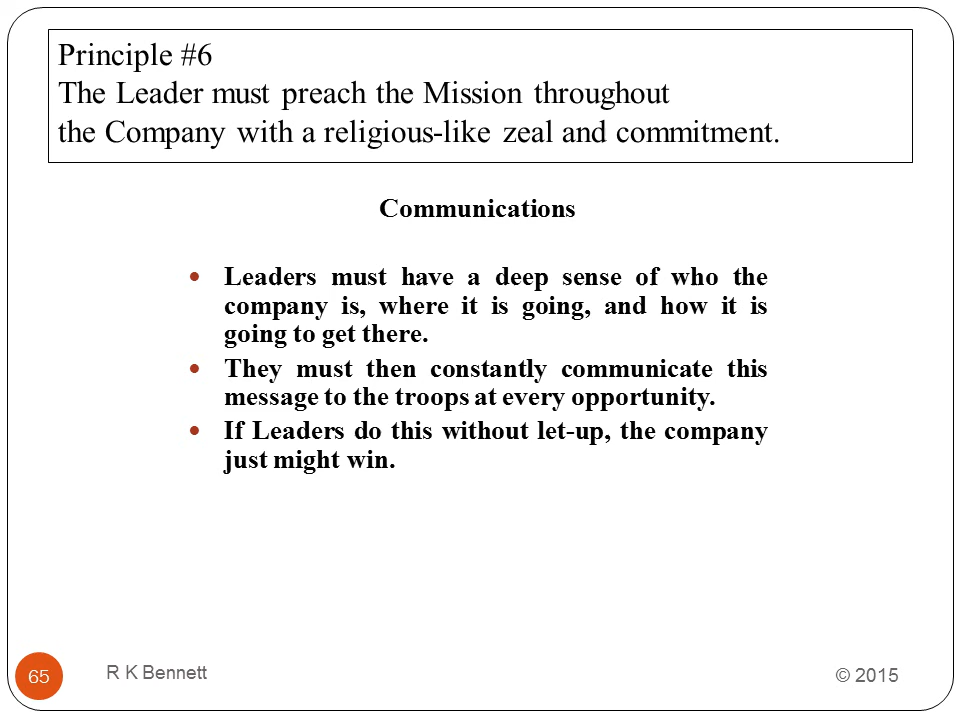 Principle #6
The Leader must preach the Mission throughout
the Company with a religious-like zeal and commitment.
Communications
• Leaders must have a deep sense of who the
company is, where it is going, and how it is
going to get there.
• They must then constantly communicate this
message to the troops at every opportunity.
• If Leaders do this without let-up, the company
just might win.
65
R K Bennett
© 2015